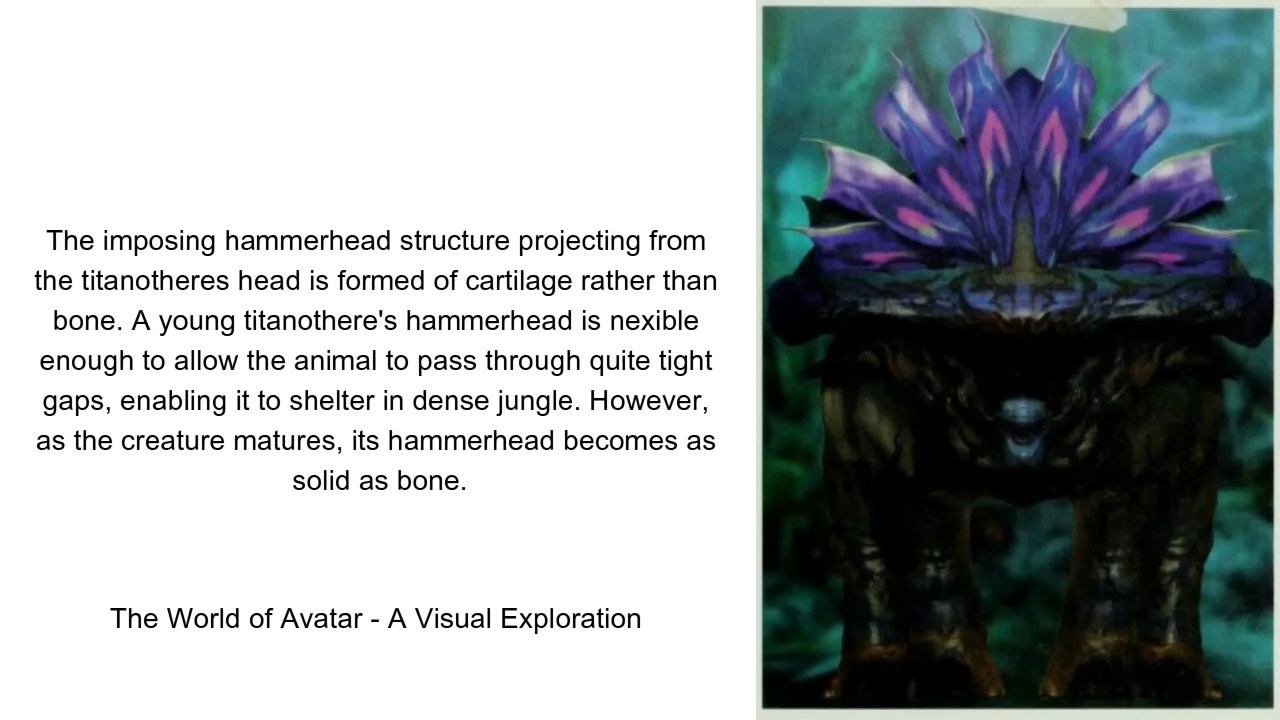 The imposing hammerhead structure projecting from
the titanotheres head is formed of cartilage rather than
bone. A young titanothere's hammerhead is nexible
enough to allow the animal to pass through quite tight
gaps, enabling it to shelter in dense jungle. However,
as the creature matures, its hammerhead becomes as
solid as bone.
The World of Avatar - A Visual Exploration